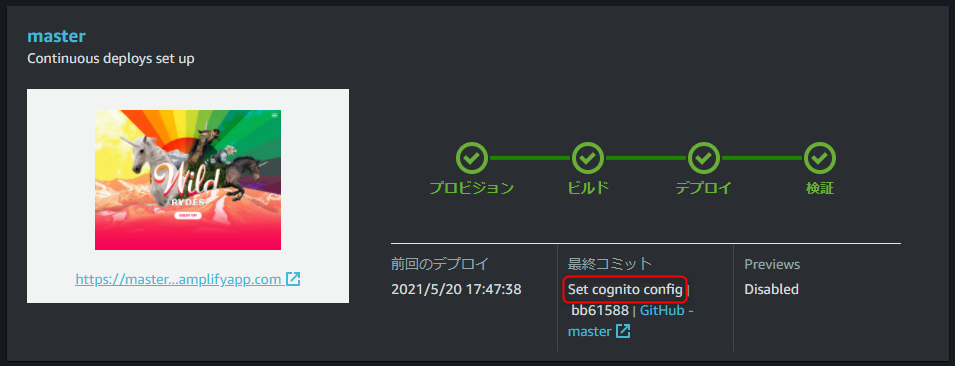 master
Continuous deploys set up
Wild
RYDES
https://master...amplifyapp.com
プロビジョン
ビルド
デプロイ
検証
前回のデプロイ
2021/5/20 17:47:38
最終コミット
Set cognito config |
bb61588 | GitHub -
master
Previews
Disabled